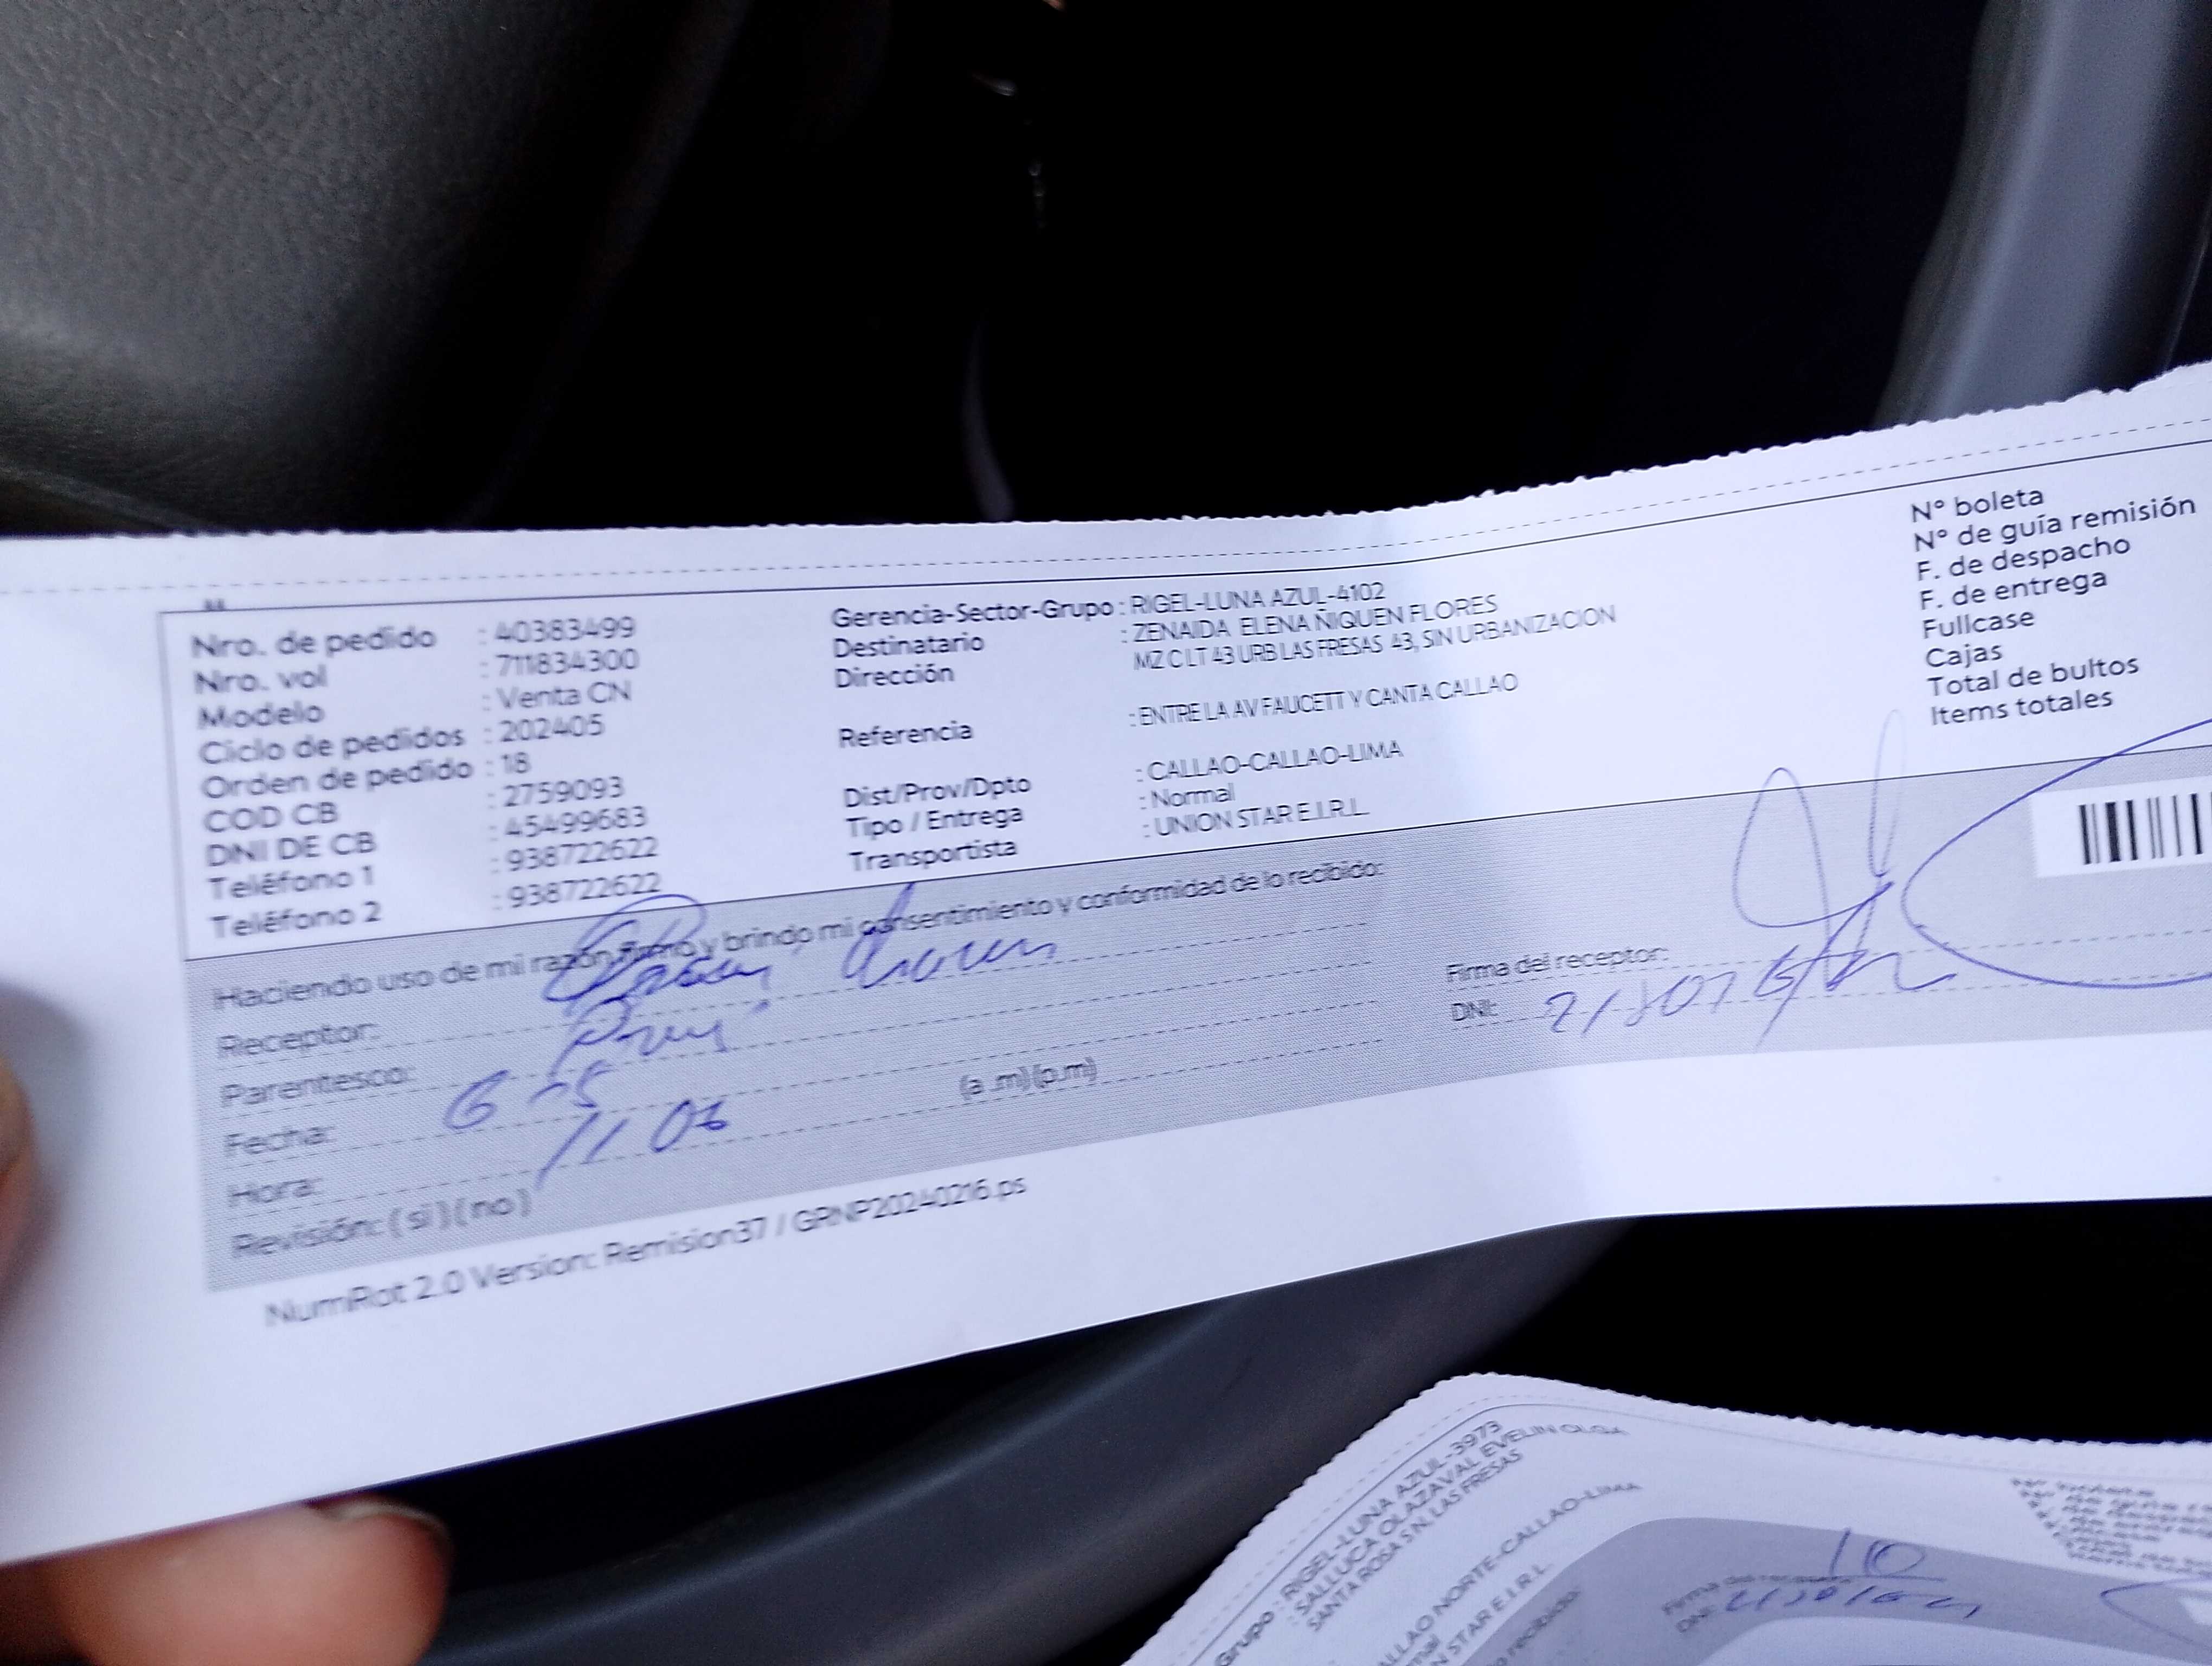 Nro. de pedido : 40383499
Nro. vol : 711834300
Modelo : Venta CN
Ciclo de pedidos : 202405
Orden de pedido : 18
COD CB : 2759093
DNI DE CB : 45499683
Teléfono 1 : 938722622
Teléfono 2 : 938722622
Gerencia-Sector-Grupo : RIGEL-LUNA AZUL-4102
Destinatario : ZENAIDA ELENA ÑIQUEN FLORES
Dirección MZ C LT 43 URB LAS FRESAS 43, SIN URBANIZACION
Referencia : ENTRE LA AV FAUCETT Y CANTA CALLAO
Dist/Prov/Dpto : CALLAO-CALLAO-LIMA
Tipo / Entrega : Normal
Transportista : UNION STAR E.I.R.L.
N° boleta
N° de guía remisión
F. de despacho
F. de entrega
Fullcase
Cajas
Total de bultos
Items totales
Haciendo uso de mi razón firmo y brindo mi consentimiento y conformidad de lo recibido:
Receptor:
Parentesco:
Fecha: 6-5
Hora: 11 06 (a .m) (p.m)
Revisión: ( si ) ( no )
Firma del receptor:
DNI:
NumRot 2.0 Version: Remision37 / GRNP20240216.ps
Grupo : RIGEL-LUNA AZUL-3973
: SALLUCA OLAZAVAL EVELIN OLGA
SANTA ROSA S N LAS FRESAS
CALLAO NORTE-CALLAO-LIMA
STAR E.I.R.L.
recibido:
10
DNI: